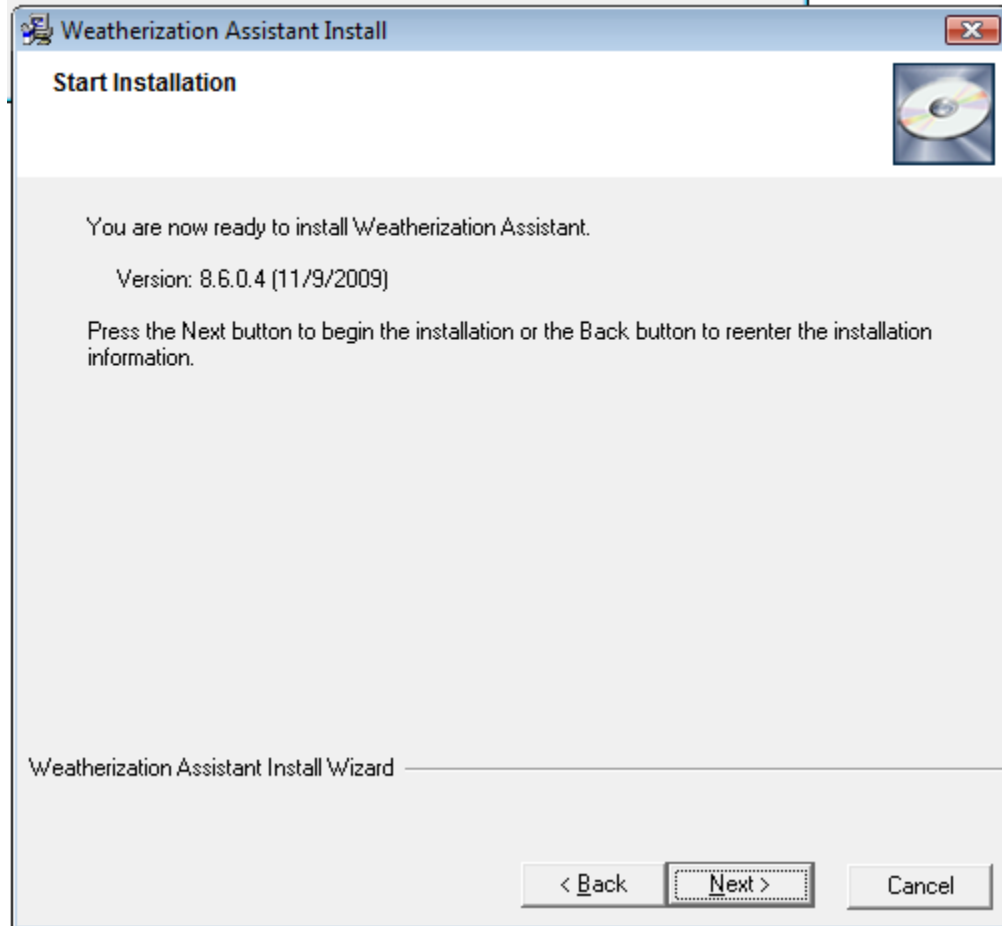 Weatherization Assistant Install
Start Installation
You are now ready to install Weatherization Assistant.
Version: 8.6.0.4 (11/9/2009)
Press the Next button to begin the installation or the Back button to reenter the installation
information.
Weatherization Assistant Install Wizard
< Back Next > Cancel